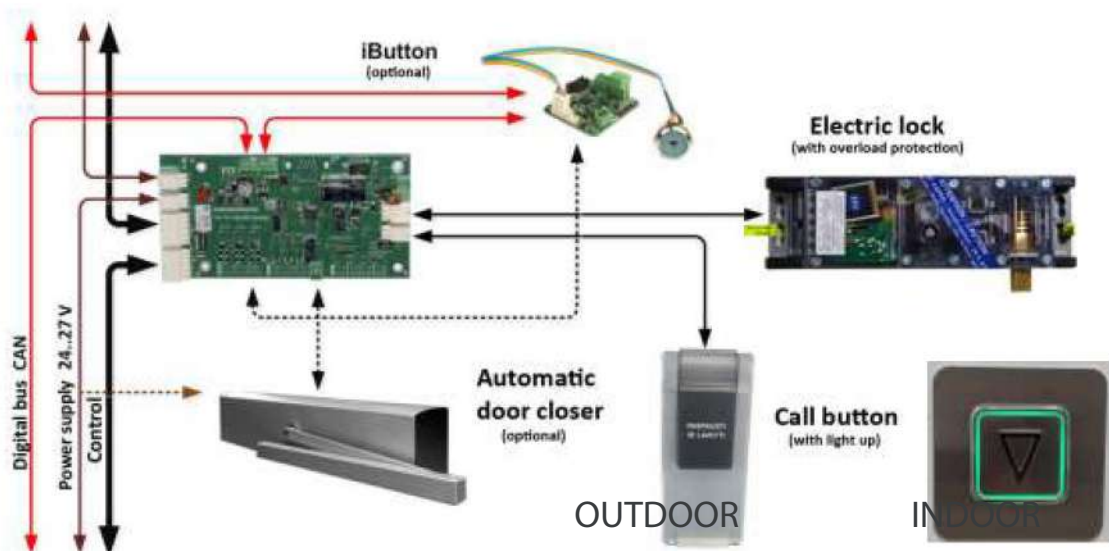 iButton
(optional)
Electric lock
(with overload protection)
Digital bus CAN
Power supply 24..27 V
Control
Automatic
door closer
(optional)
Call button
(with light up)
OUTDOOR
INDOOR